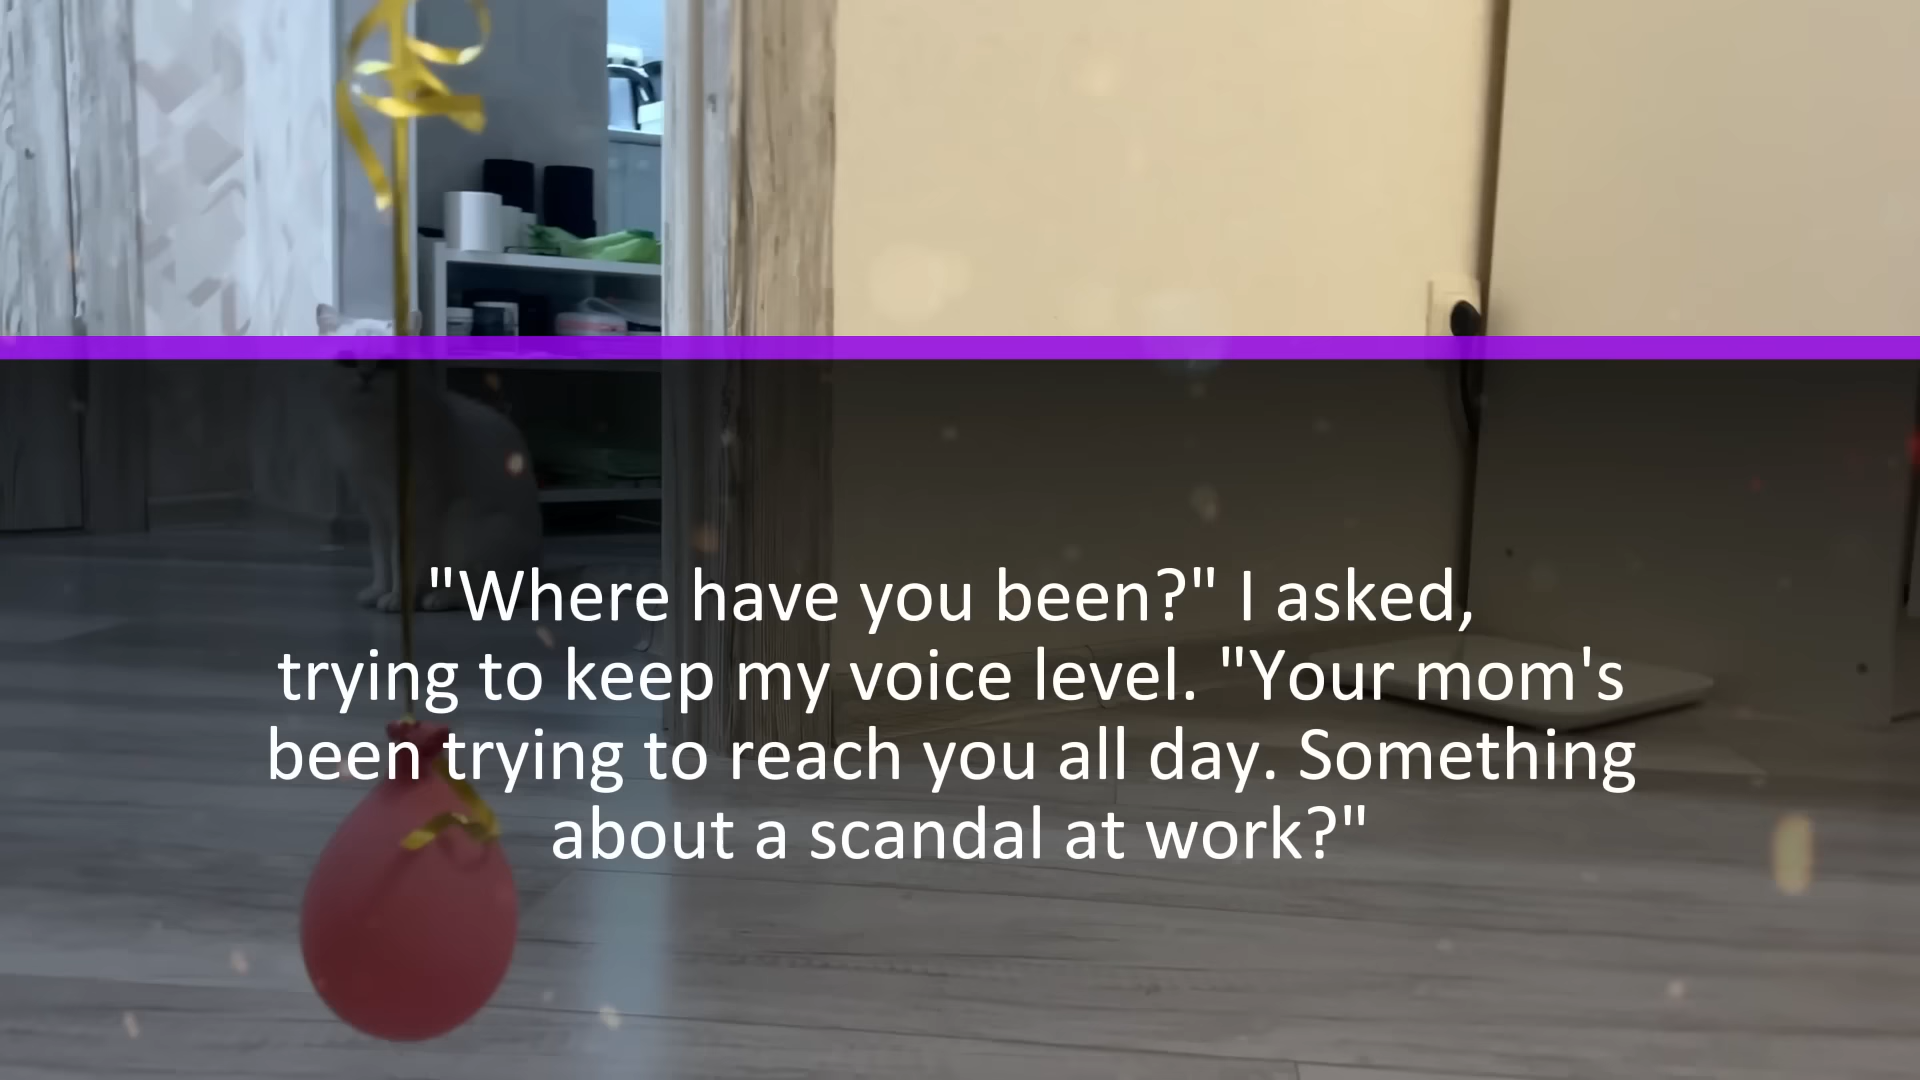 "Where have you been?" I asked,
trying to keep my voice level. "Your mom's
been trying to reach you all day. Something
about a scandal at work?"